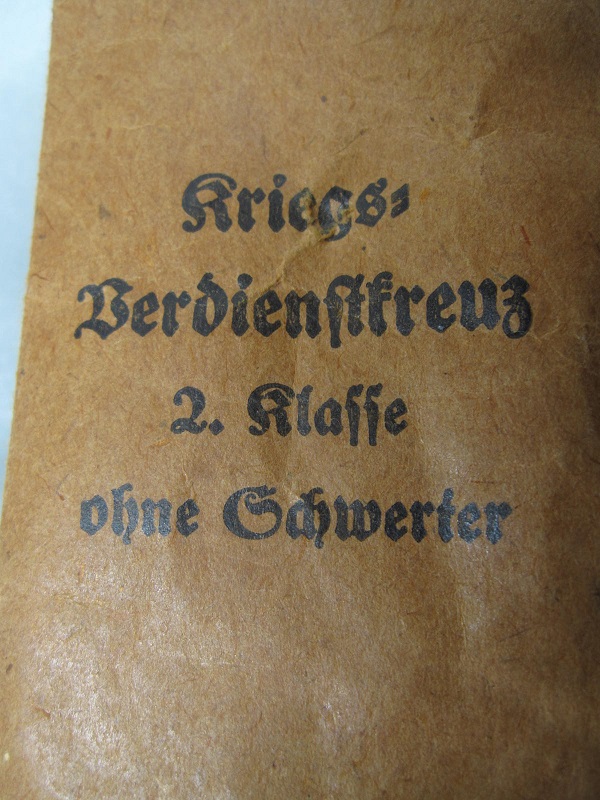 Kriegs-
Verdienstkreuz
2. Klasse
ohne Schwerter